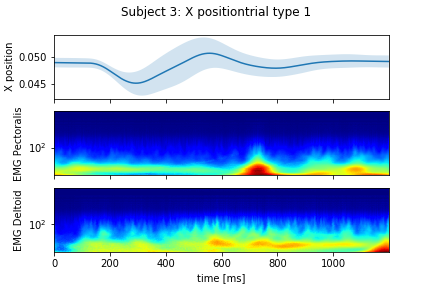 Subject 3: X positiontrial type 1
X position
0.050
0.045
EMG Pectoralis
10²
EMG Deltoid
10²
0 200 400 600 800 1000
time [ms]